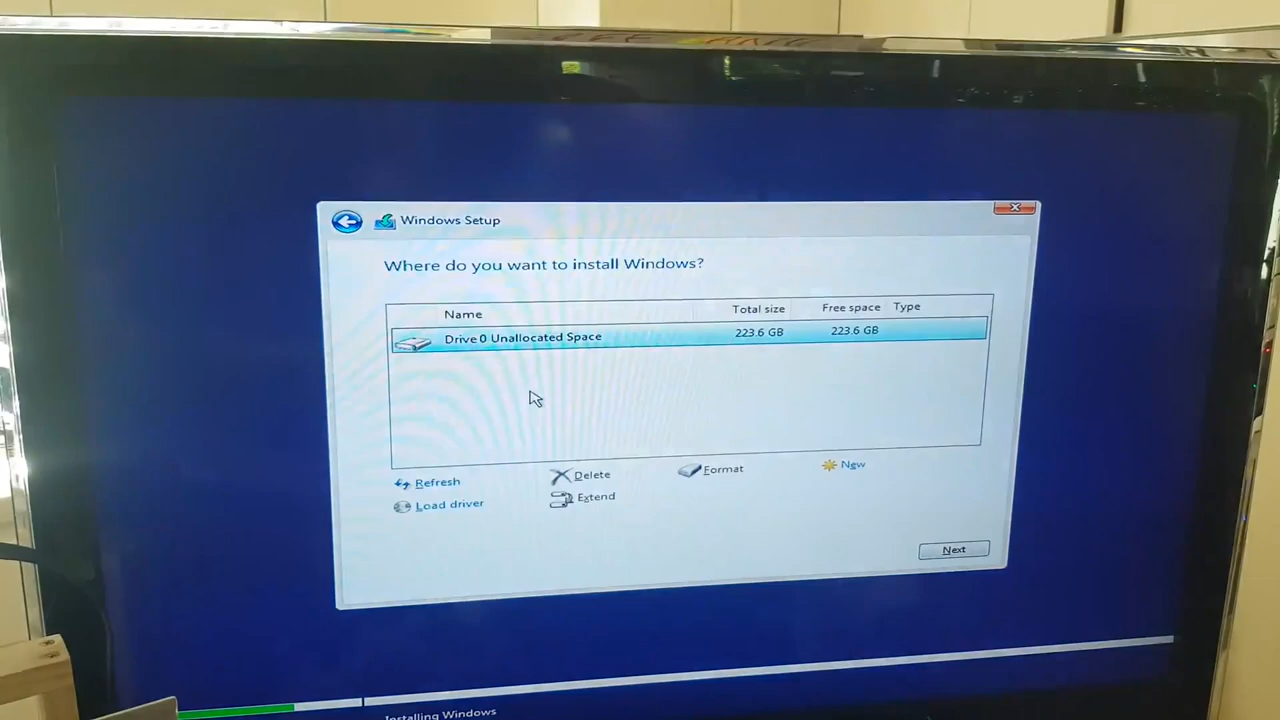 Windows Setup
Where do you want to install Windows?
Name Total size Free space Type
Drive 0 Unallocated Space 223.6 GB 223.6 GB
Refresh Delete Format New
Load driver Extend
Next
Installing Windows